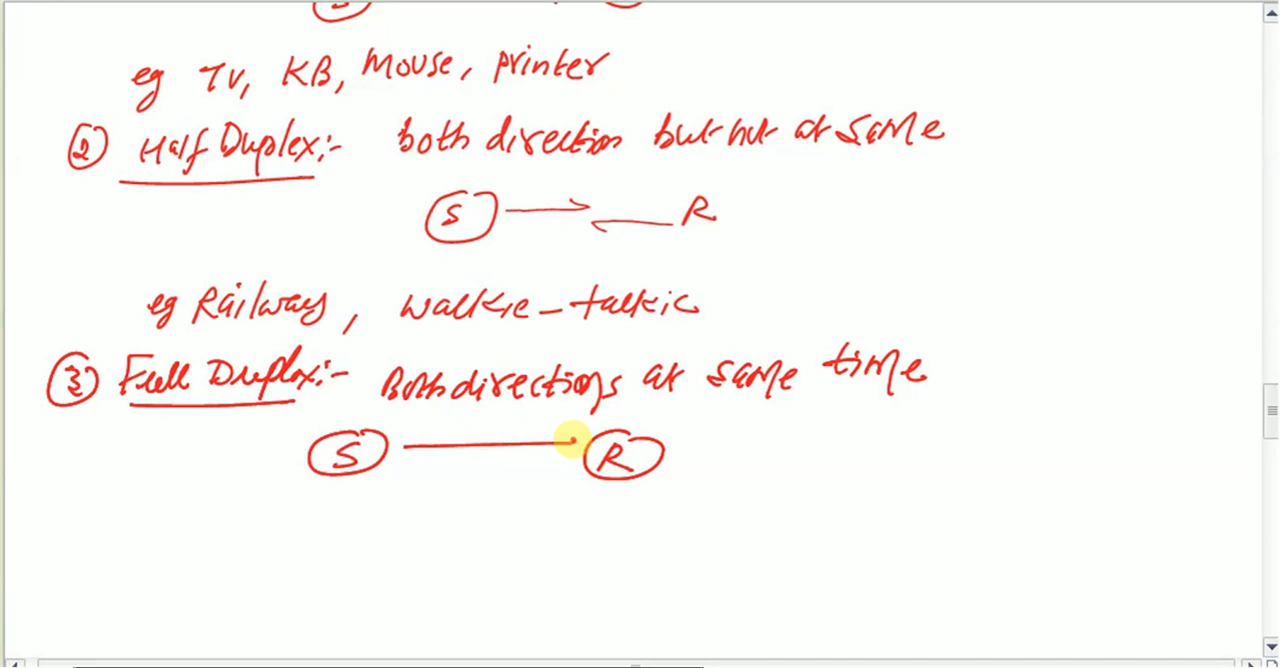 eg TV, KB, Mouse, printer
② Half Duplex:- both direction but not at same
S R
eg Railway, walkie-talkie
③ Full Duplex:- Both directions at same time
S R